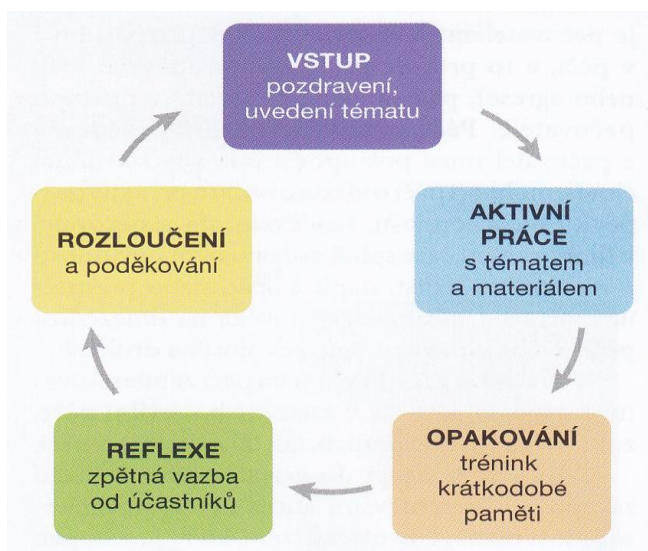 VSTUP
pozdravení,
uvedení tématu
AKTIVNÍ
PRÁCE
s tématem
a materiálem
OPAKOVÁNÍ
trénink
krátkodobé
paměti
REFLEXE
zpětná vazba
od účastníků
ROZLOUČENÍ
a poděkování